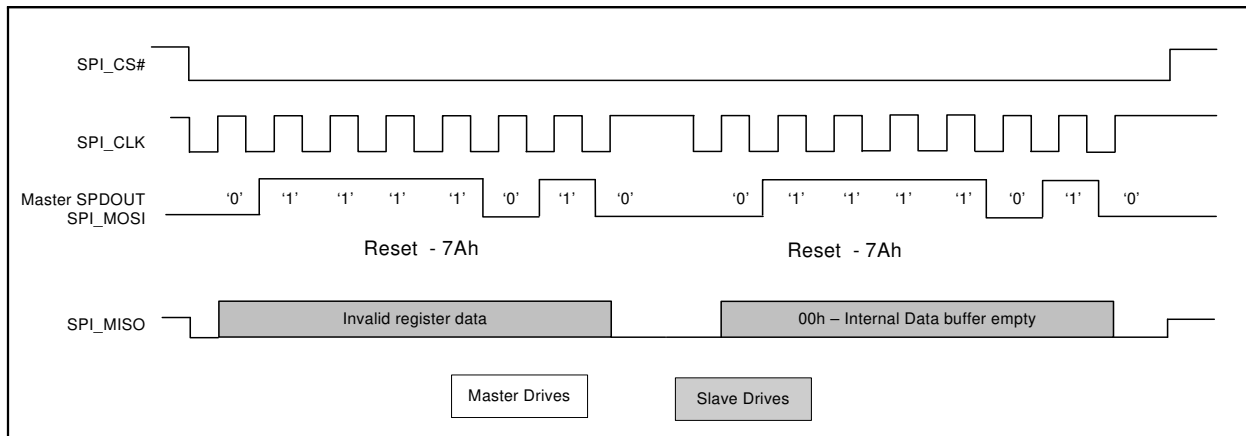 SPI_CS#
SPI_CLK
Master SPDOUT
SPI_MOSI
‘0’ ‘1’ ‘1’ ‘1’ ‘1’ ‘0’ ‘1’ ‘0’ ‘0’ ‘1’ ‘1’ ‘1’ ‘1’ ‘0’ ‘1’ ‘0’
Reset - 7Ah Reset - 7Ah
SPI_MISO
Invalid register data 00h – Internal Data buffer empty
Master Drives Slave Drives